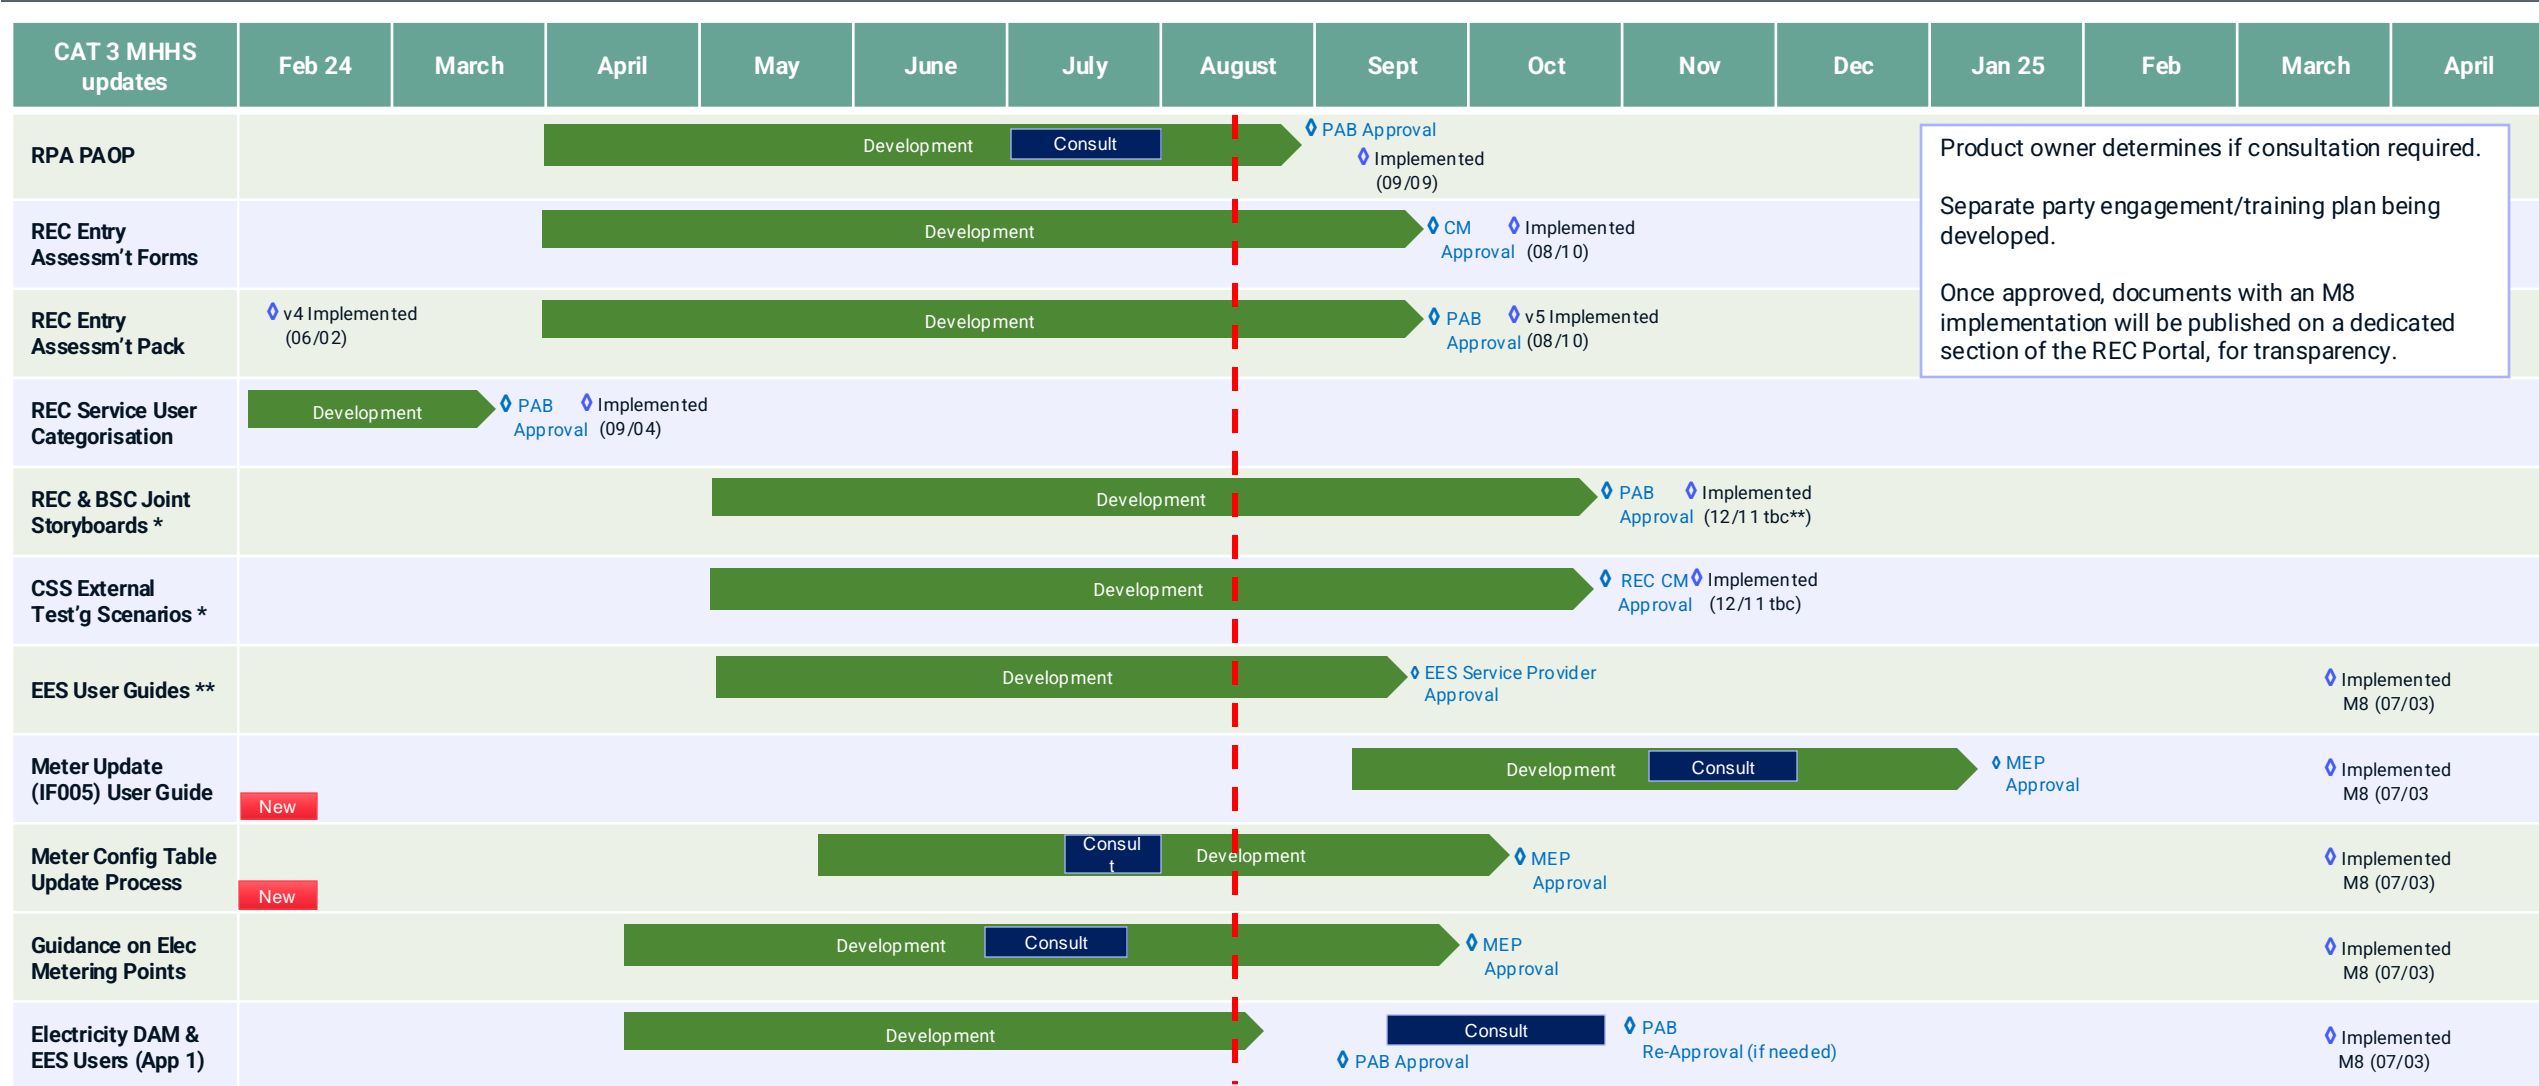 CAT 3 MHHS
updates
Feb 24
March
April
May
June
July
August
Sept
Oct
Nov
Dec
Jan 25
Feb
March
April
RPA PAOP
Development
Consult
PAB Approval
Implemented
(09/09)
Product owner determines if consultation required.
Separate party engagement/training plan being
developed.
Once approved, documents with an M8
implementation will be published on a dedicated
section of the REC Portal, for transparency.
REC Entry
Assessm’t Forms
Development
CM
Approval
Implemented
(08/10)
REC Entry
Assessm’t Pack
v4 Implemented
(06/02)
Development
PAB
Approval
v5 Implemented
(08/10)
REC Service User
Categorisation
Development
PAB
Approval
Implemented
(09/04)
REC & BSC Joint
Storyboards *
Development
PAB
Approval
Implemented
(12/11 tbc**)
CSS External
Test’g Scenarios *
Development
REC CM
Approval
Implemented
(12/11 tbc)
EES User Guides **
Development
EES Service Provider
Approval
Implemented
M8 (07/03)
Meter Update
(IF005) User Guide
New
Development
Consult
MEP
Approval
Implemented
M8 (07/03
Meter Config Table
Update Process
New
Consul
t
Development
MEP
Approval
Implemented
M8 (07/03)
Guidance on Elec
Metering Points
Development
Consult
MEP
Approval
Implemented
M8 (07/03)
Electricity DAM &
EES Users (App 1)
Development
PAB Approval
Consult
PAB
Re-Approval (if needed)
Implemented
M8 (07/03)